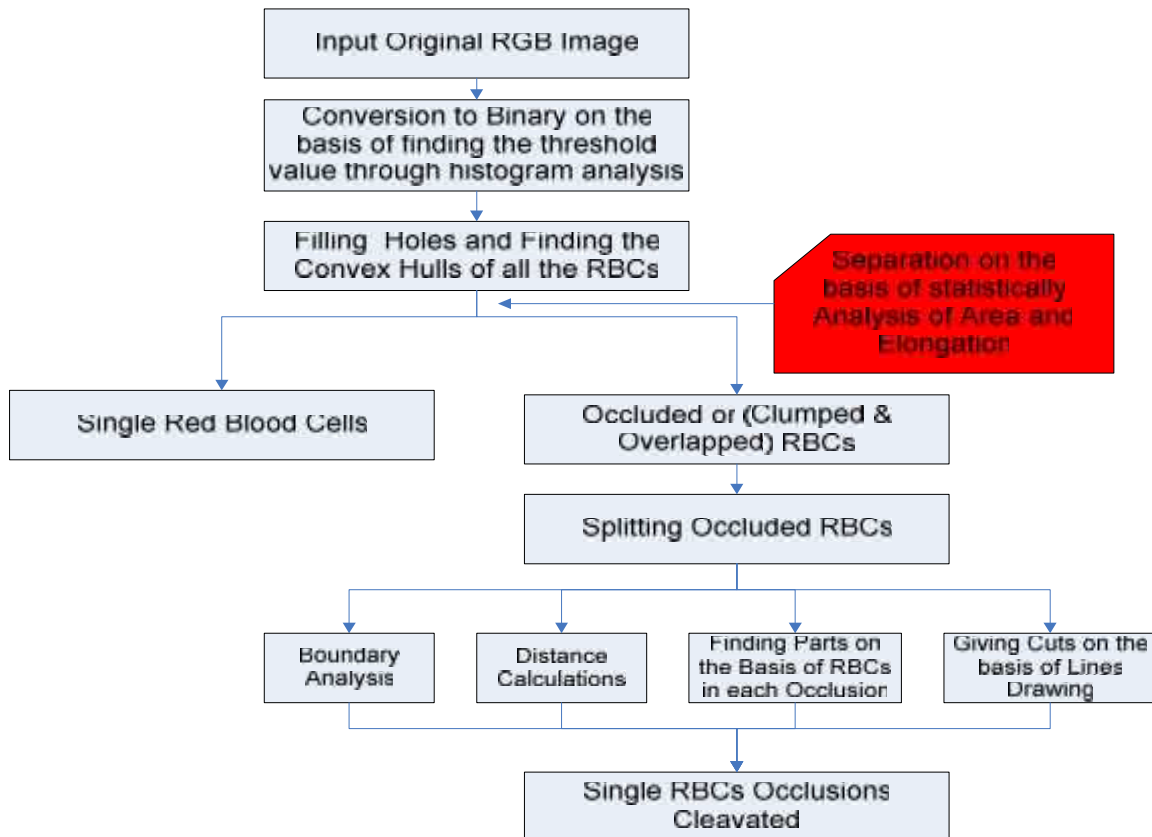 Input Original RGB Image
Conversion to Binary on the
basis of finding the threshold
value through histogram analysis
Filling Holes and Finding the
Convex Hulls of all the RBCs
Separation on the
basis of statistically
Analysis of Area and
Elongation
Single Red Blood Cells
Occluded or (Clumped &
Overlapped) RBCs
Splitting Occluded RBCs
Boundary
Analysis
Distance
Calculations
Finding Parts on
the Basis of RBCs
in each Occlusion
Giving Cuts on the
basis of Lines
Drawing
Single RBCs Occlusions
Cleavated